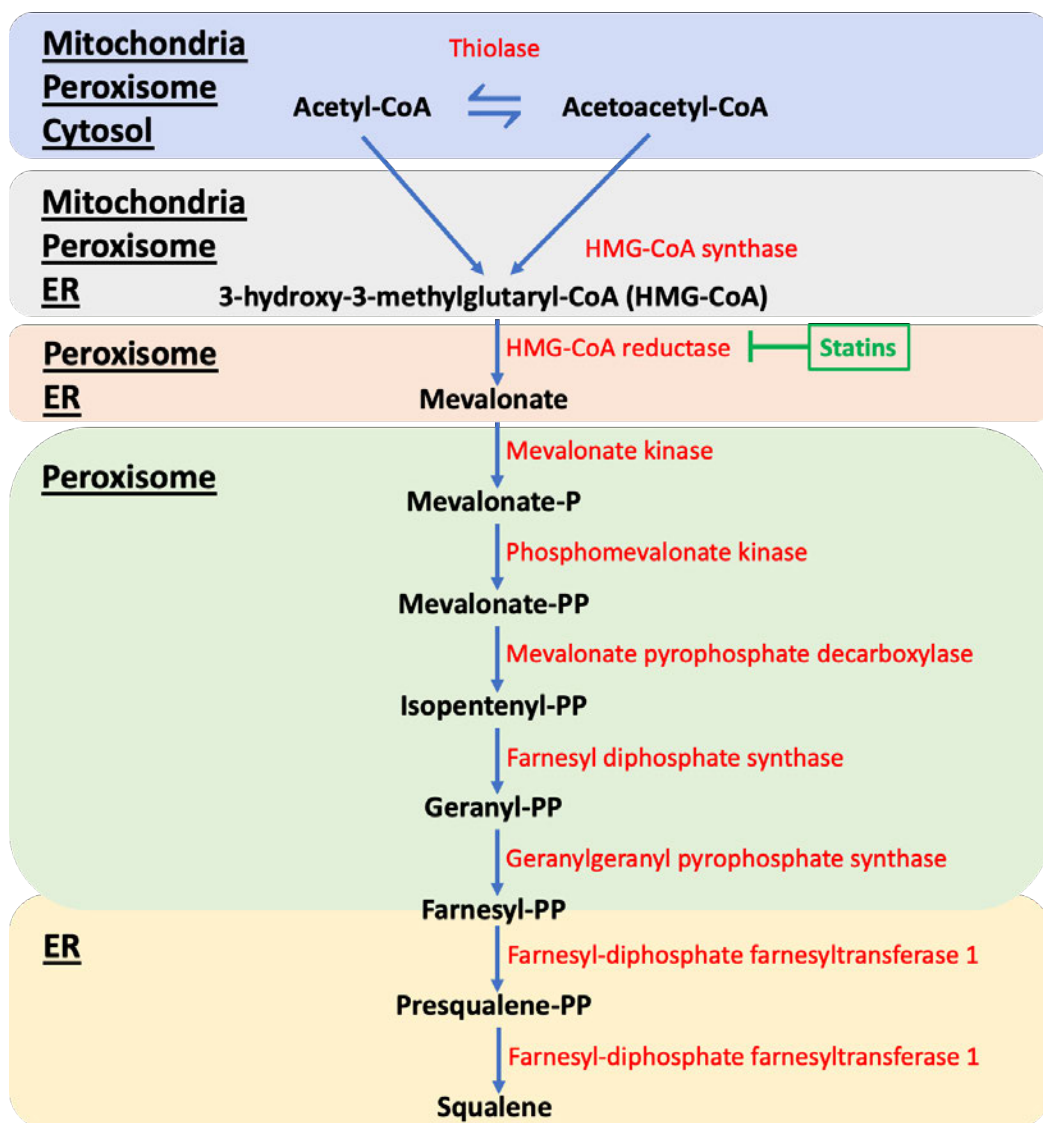 Mitochondria
Peroxisome
Cytosol
Thiolase
Acetyl-CoA
Acetoacetyl-CoA
Mitochondria
Peroxisome
ER
HMG-CoA synthase
3-hydroxy-3-methylglutaryl-CoA (HMG-CoA)
Peroxisome
ER
HMG-CoA reductase
Statins
Mevalonate
Peroxisome
Mevalonate kinase
Mevalonate-P
Phosphomevalonate kinase
Mevalonate-PP
Mevalonate pyrophosphate decarboxylase
Isopentenyl-PP
Farnesyl diphosphate synthase
Geranyl-PP
Geranylgeranyl pyrophosphate synthase
Farnesyl-PP
ER
Farnesyl-diphosphate farnesyltransferase 1
Presqualene-PP
Farnesyl-diphosphate farnesyltransferase 1
Squalene